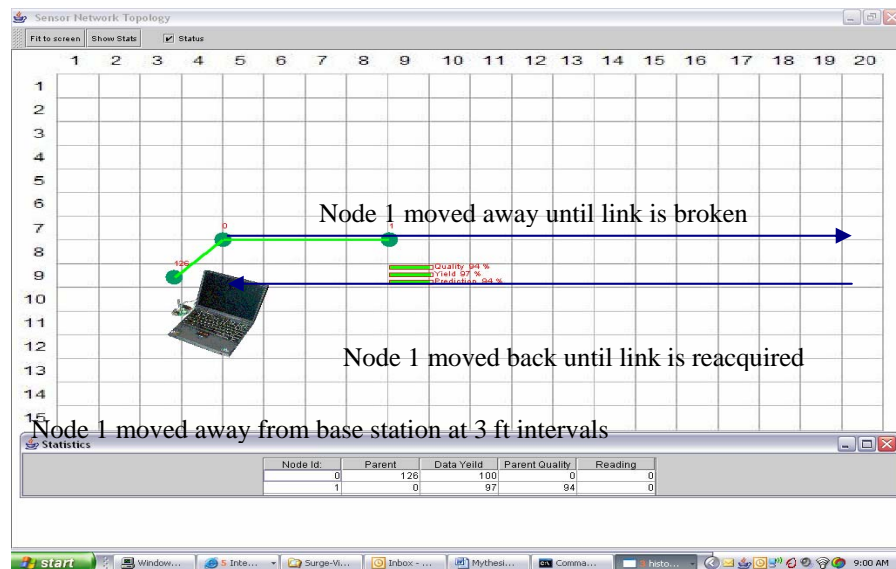 Sensor Network Topology
Fit to screen Show Stats Status
1 2 3 4 5 6 7 8 9 10 11 12 13 14 15 16 17 18 19 20
1
2
3
4
5
6
Node 1 moved away until link is broken
7 0 1
8
126
9 Quality 94 %
Yield 97 %
Prediction 94 %
10
11
12
Node 1 moved back until link is reacquired
13
14
15
Node 1 moved away from base station at 3 ft intervals
Statistics
Node Id: Parent Data Yeild Parent Quality Reading
0 126 100 0 0
1 0 97 94 0
start Window... 5 Inte... Surge-Vi... Inbox - ... Mythesi... Comma... histo... 9:00 AM